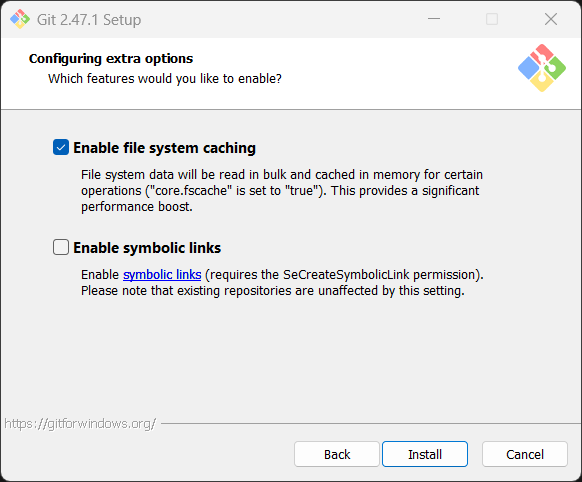 Git 2.47.1 Setup
Configuring extra options
Which features would you like to enable?
Enable file system caching
File system data will be read in bulk and cached in memory for certain
operations ("core.fscache" is set to "true"). This provides a significant
performance boost.
Enable symbolic links
Enable symbolic links (requires the SeCreateSymbolicLink permission).
Please note that existing repositories are unaffected by this setting.
https://gitforwindows.org/
Back
Install
Cancel